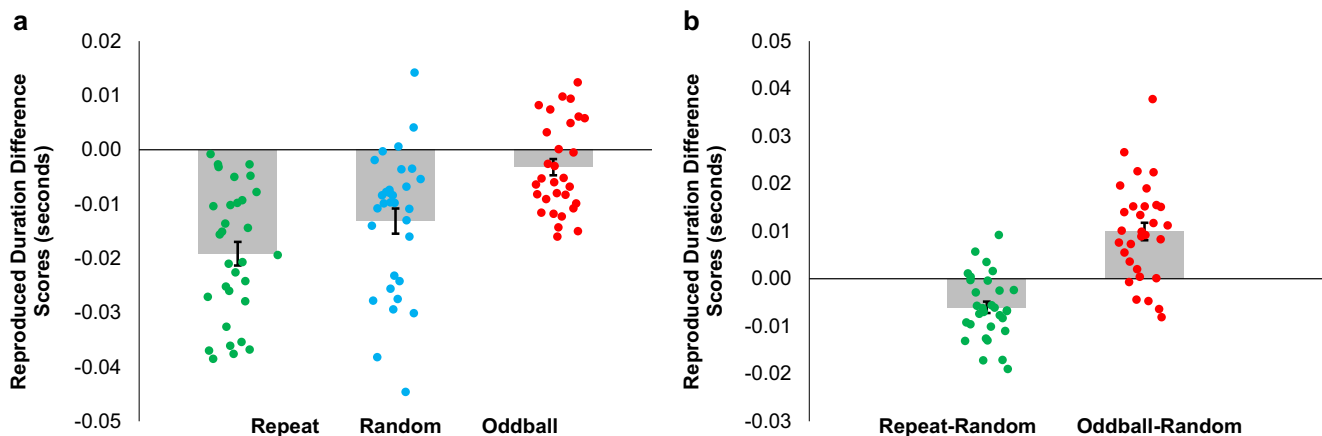 a
Reproduced Duration Difference
Scores (seconds)
0.02
0.01
0.00
-0.01
-0.02
-0.03
-0.04
-0.05
Repeat Random Oddball
b
Reproduced Duration Difference
Scores (seconds)
0.05
0.04
0.03
0.02
0.01
0.00
-0.01
-0.02
-0.03
Repeat-Random Oddball-Random